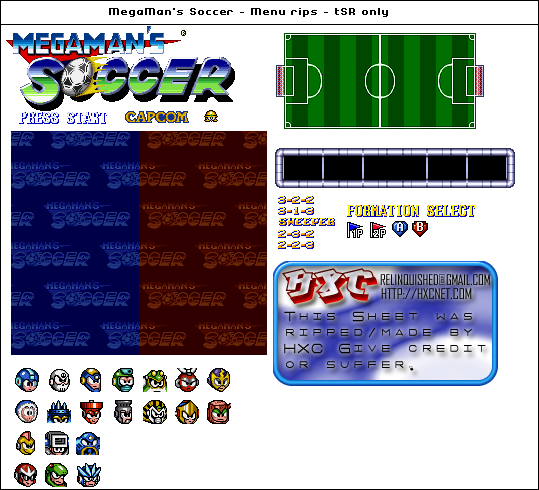 MegaMan's Soccer - Menu rips - tSR only
MEGAMAN'S
SOCCER
®
PRESS START
CAPCOM
3-2-2
3-1-3
SWEEPER
2-3-2
2-2-3
FORMATION SELECT
1P 2P A B
HXC
RELINQUISHED@GMAIL.COM
HTTP://HXCNET.COM
THIS SHEET WAS
RIPPED/MADE BY
HXC GIVE CREDIT
OR SUFFER.
MEGAMAN'S
SOCCER